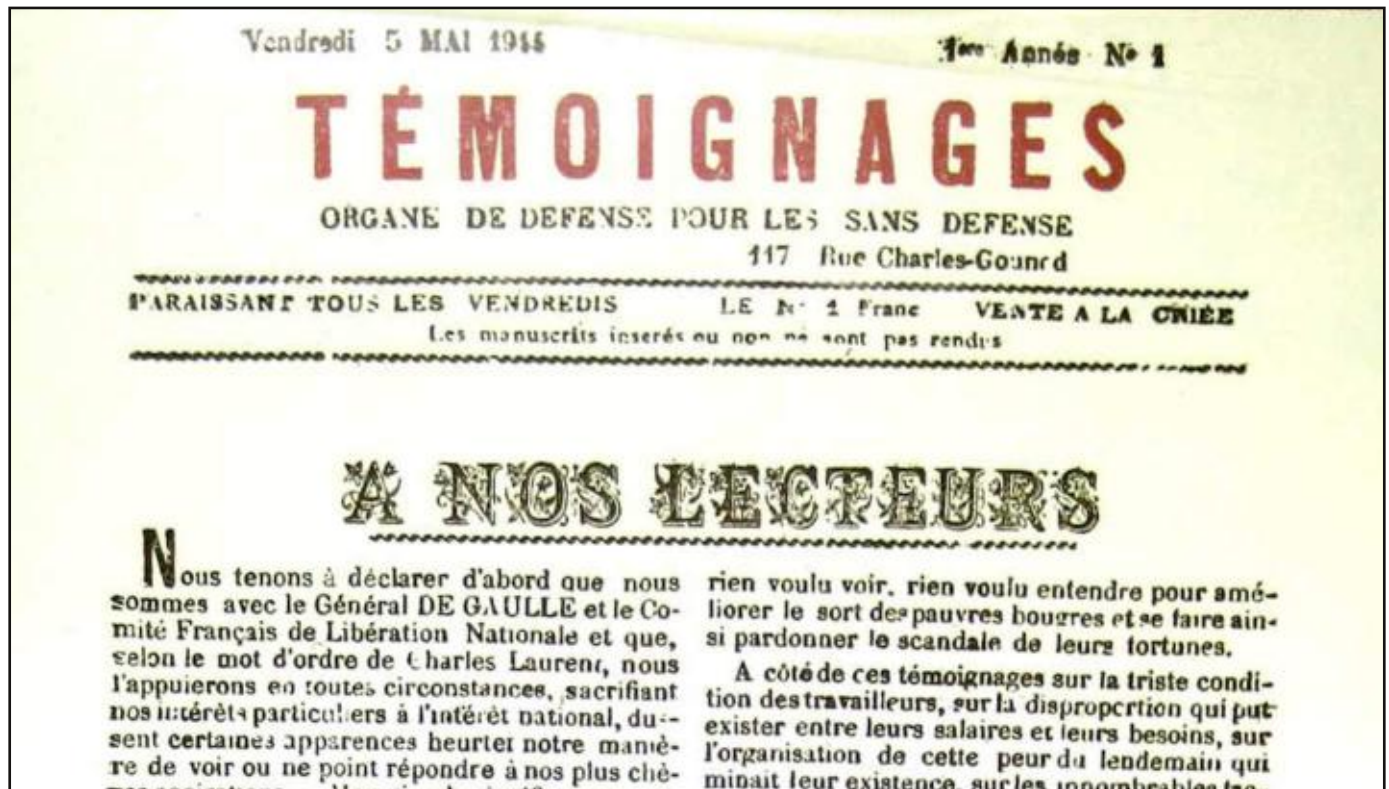 Vendredi 5 MAI 1944
1ère Année N° 1
TÉMOIGNAGES
ORGANE DE DEFENSE POUR LES SANS DEFENSE
117 Rue Charles-Gounod
PARAISSANT TOUS LES VENDREDIS LE N° 1 Franc VENTE A LA CRIÉE
Les manuscrits inserés ou non ne sont pas rendus
A NOS LECTEURS
Nous tenons à déclarer d'abord que nous
sommes avec le Général DE GAULLE et le Co-
mité Français de Libération Nationale et que,
selon le mot d'ordre de Charles Laurent, nous
l'appuierons en toutes circonstances, sacrifiant
nos intérêts particuliers à l'intérêt national, dus-
sent certaines apparences heurter notre maniè-
re de voir ou ne point répondre à nos plus chè-
rien voulu voir, rien voulu entendre pour amé-
liorer le sort des pauvres bougres et se faire ain-
si pardonner le scandale de leurs fortunes.
A côté de ces témoignages sur la triste condi-
tion des travailleurs, sur la disproportion qui put
exister entre leurs salaires et leurs besoins, sur
l'organisation de cette peur du lendemain qui
minait leur existence, sur les innombrables